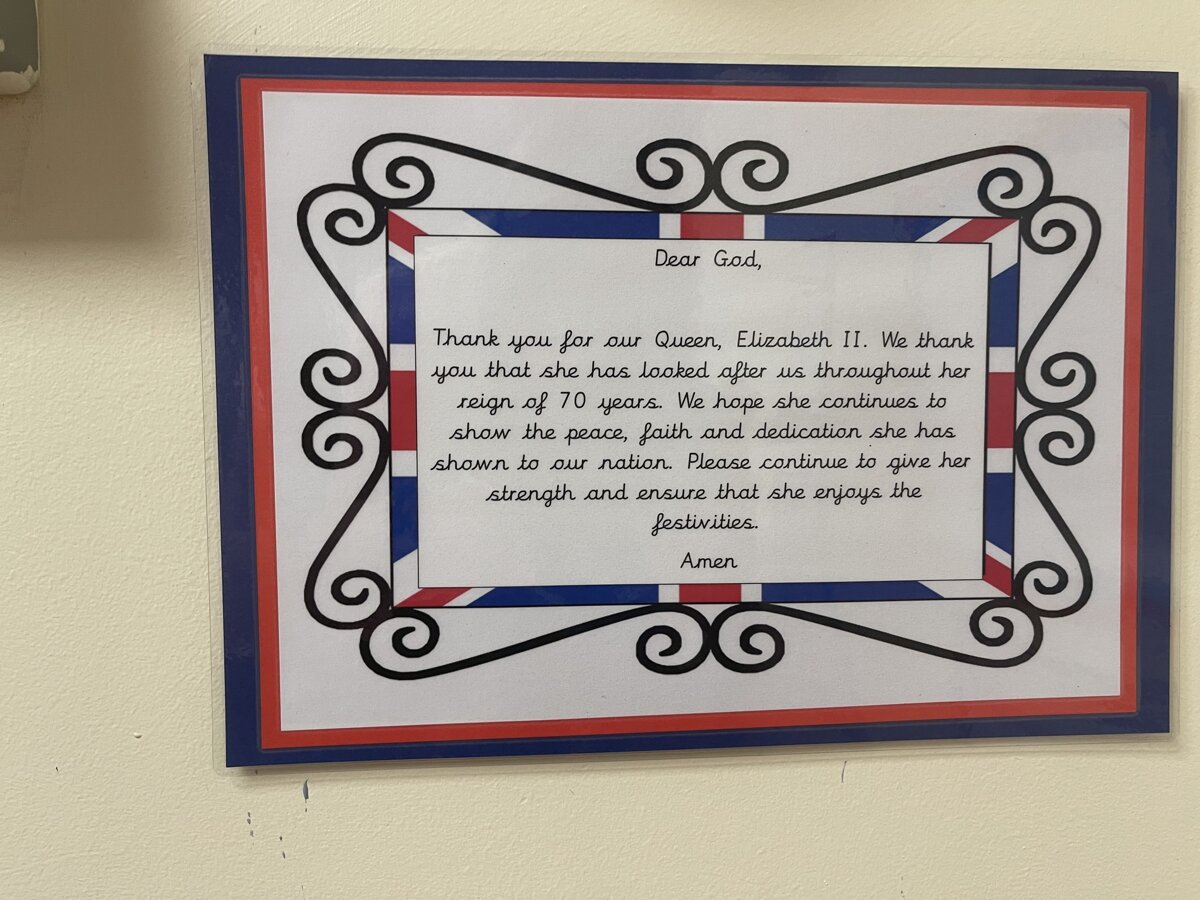 Dear God,
Thank you for our Queen, Elizabeth II. We thank
you that she has looked after us throughout her
reign of 70 years. We hope she continues to
show the peace, faith and dedication she has
shown to our nation. Please continue to give her
strength and ensure that she enjoys the
festivities.
Amen